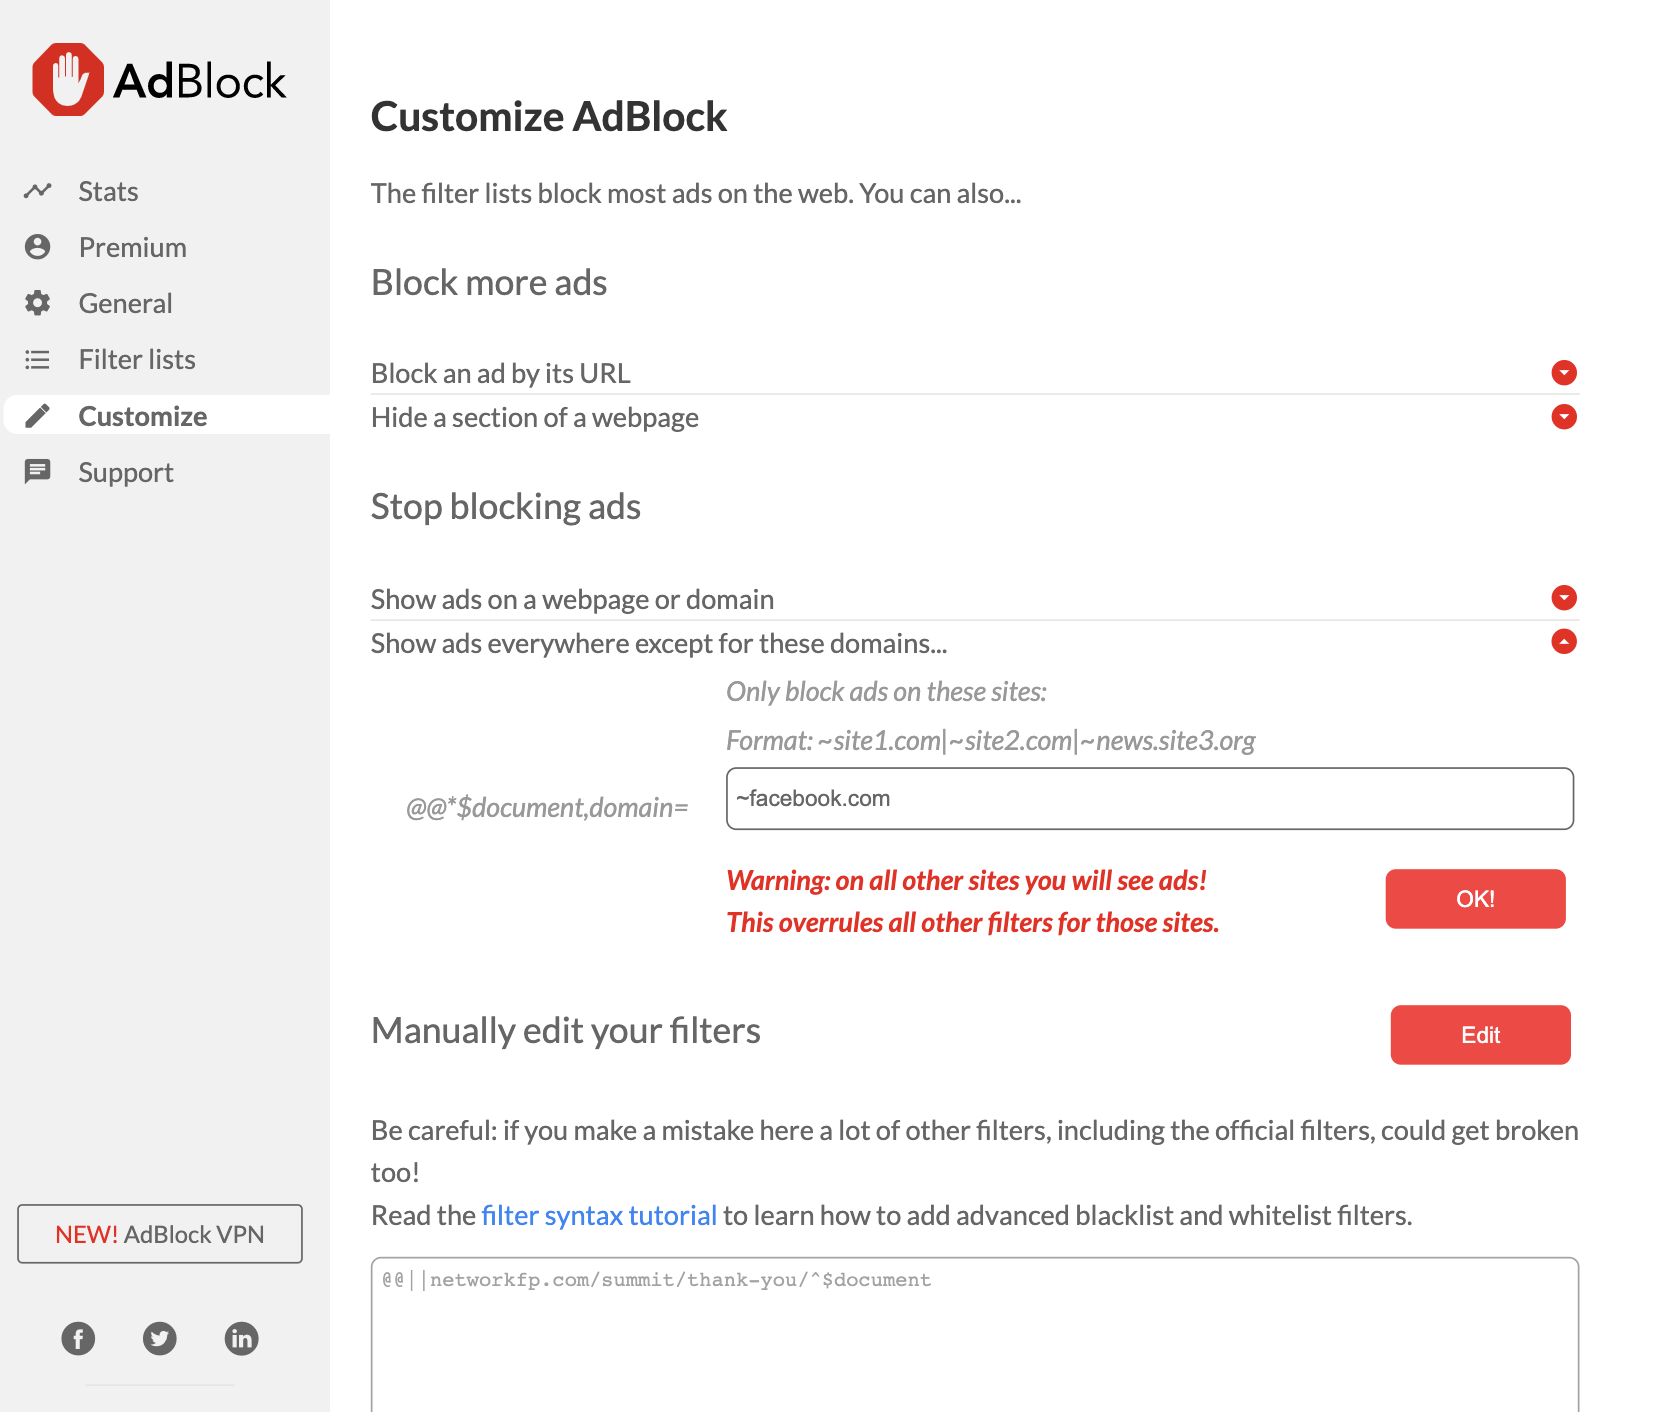 AdBlock
Stats
Premium
General
Filter lists
Customize
Support
NEW! AdBlock VPN
Customize AdBlock
The filter lists block most ads on the web. You can also...
Block more ads
Block an ad by its URL
Hide a section of a webpage
Stop blocking ads
Show ads on a webpage or domain
Show ads everywhere except for these domains...
Only block ads on these sites:
Format: ~site1.com|~site2.com|~news.site3.org
@@*$document,domain=
~facebook.com
Warning: on all other sites you will see ads!
This overrules all other filters for those sites.
OK!
Manually edit your filters
Edit
Be careful: if you make a mistake here a lot of other filters, including the official filters, could get broken
too!
Read the filter syntax tutorial to learn how to add advanced blacklist and whitelist filters.
@@||networkfp.com/summit/thank-you/^$document